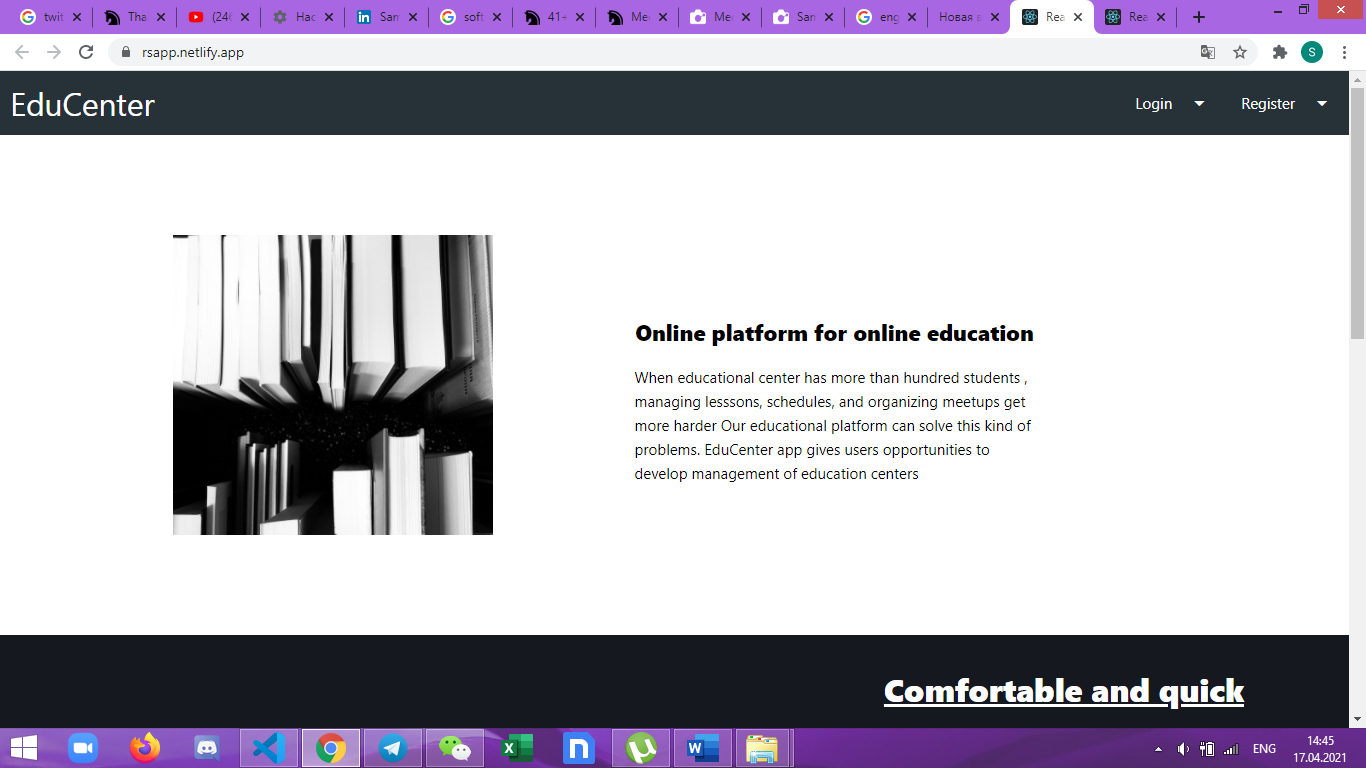 twit
Tha
(24
Hac
San
soft
41+
Mee
Mee
San
eng
Новая в
Rea
Rea
rsapp.netlify.app
S
EduCenter
Login
Register
Online platform for online education
When educational center has more than hundred students ,
managing lesssons, schedules, and organizing meetups get
more harder Our educational platform can solve this kind of
problems. EduCenter app gives users opportunities to
develop management of education centers
Comfortable and quick
ENG
14:45
17.04.2021